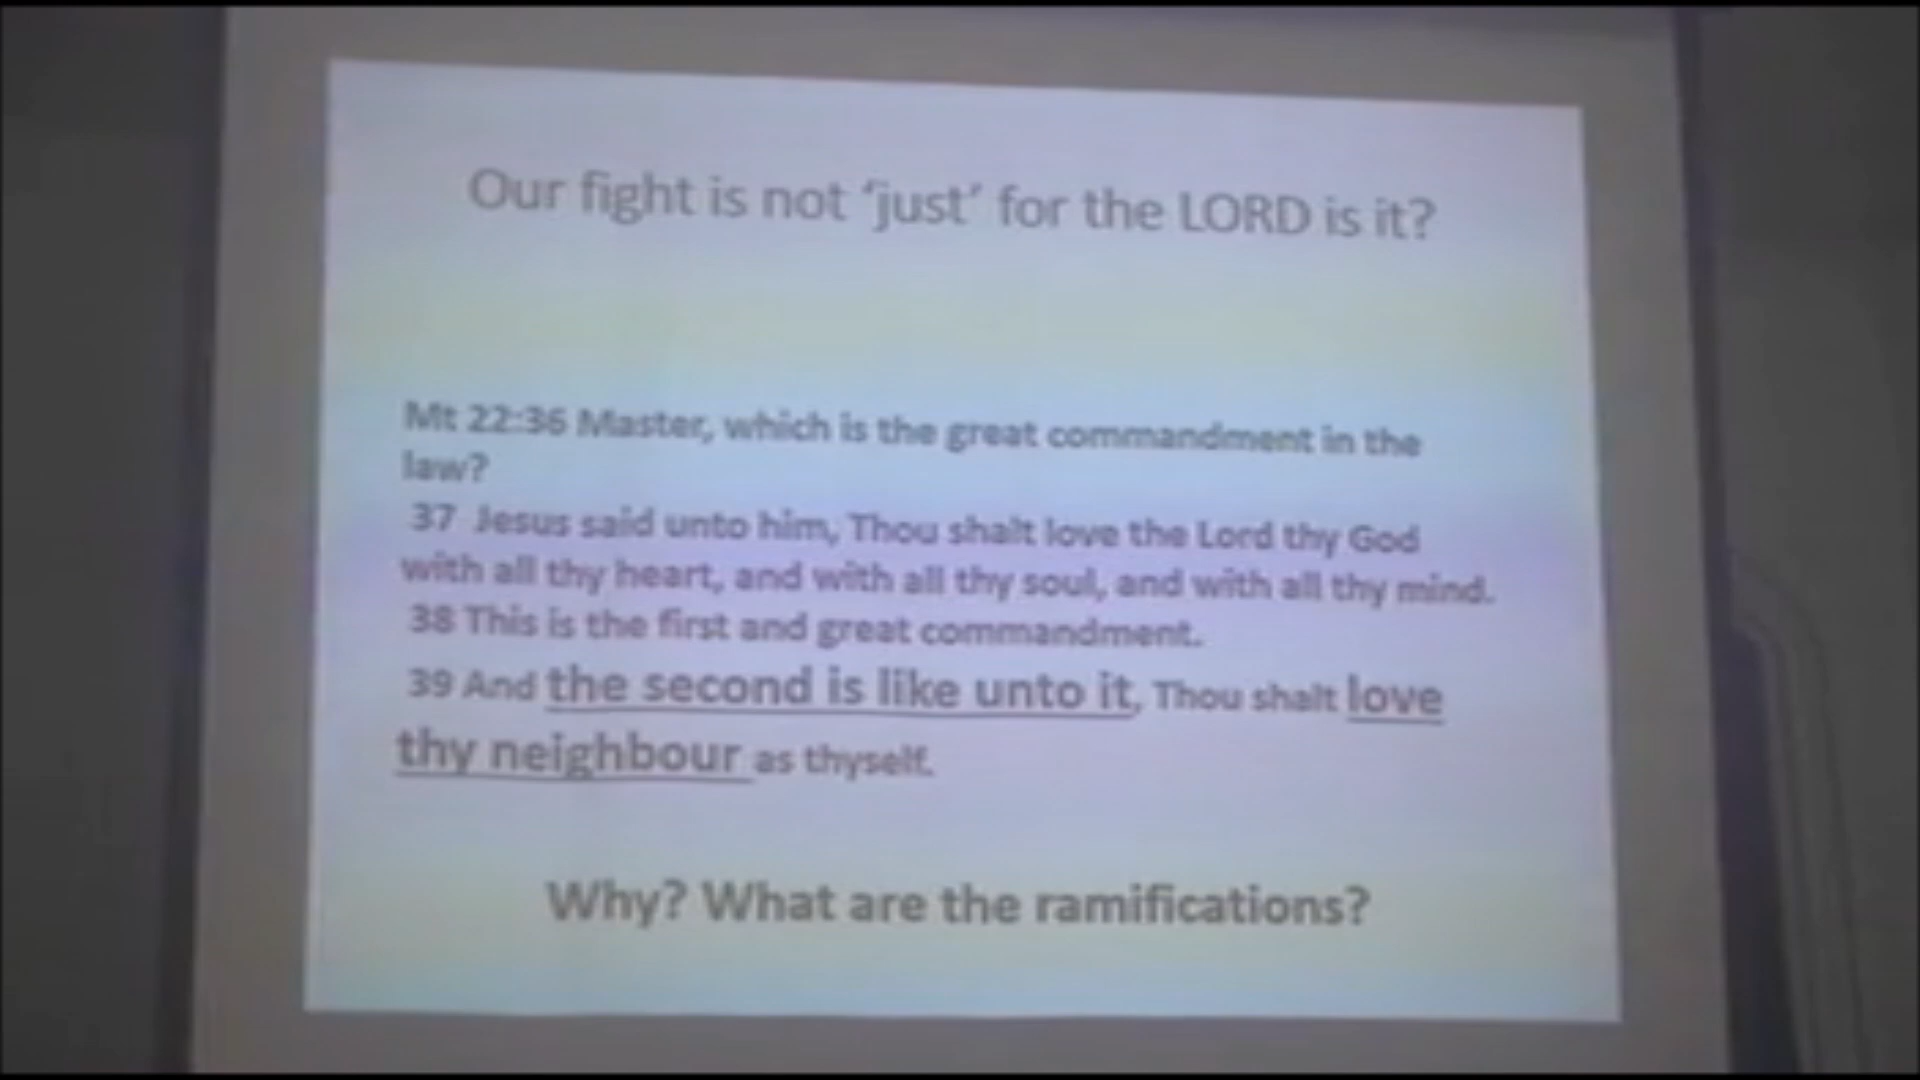 Our fight is not ‘just’ for the LORD is it?
Mt 22:36 Master, which is the great commandment in the
law?
37 Jesus said unto him, Thou shalt love the Lord thy God
with all thy heart, and with all thy soul, and with all thy mind.
38 This is the first and great commandment.
39 And the second is like unto it, Thou shalt love
thy neighbour as thyself.
Why? What are the ramifications?